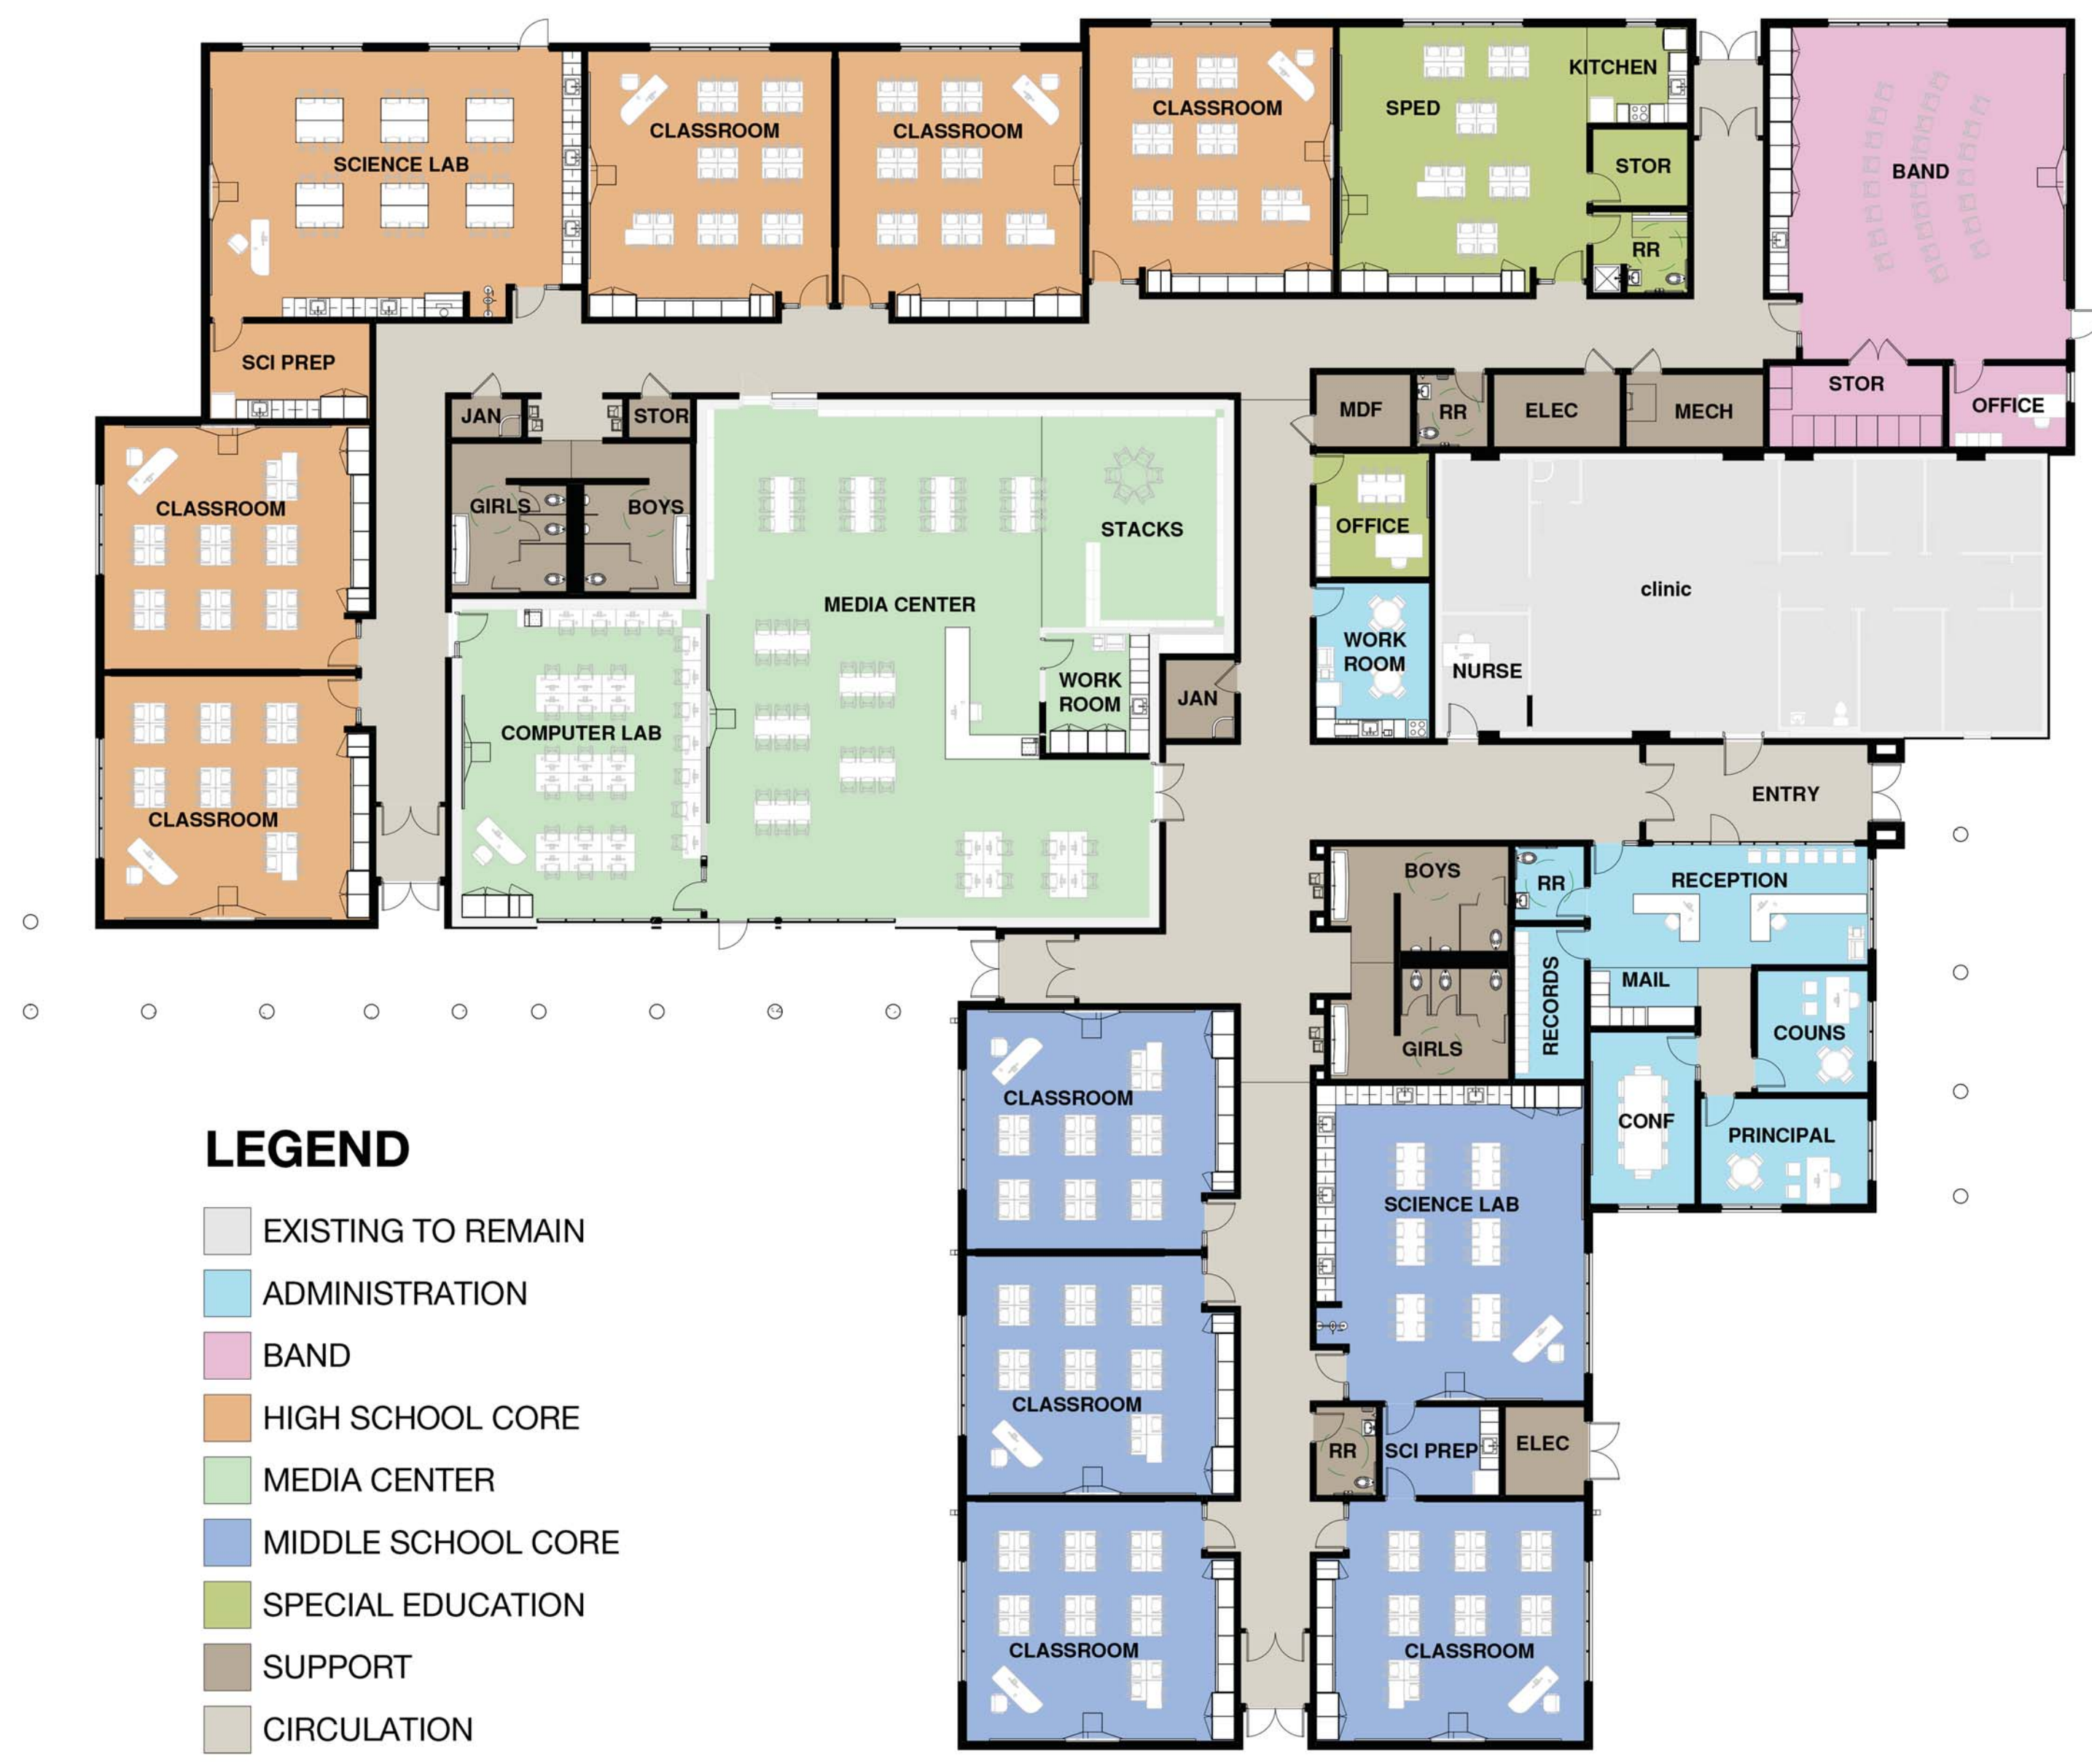 KITCHEN
CLASSROOM
SPED
CLASSROOM
CLASSROOM
SCIENCE LAB
STOR
BAND
RR
SCI PREP
STOR
OFFICE
JAN
STOR
MDF
RR
ELEC
MECH
CLASSROOM
GIRLS
BOYS
STACKS
OFFICE
clinic
MEDIA CENTER
WORK
ROOM
NURSE
WORK
ROOM
JAN
COMPUTER LAB
ENTRY
CLASSROOM
BOYS
RR
RECEPTION
RECORDS
MAIL
COUNS
GIRLS
CLASSROOM
CONF
PRINCIPAL
SCIENCE LAB
CLASSROOM
RR
SCI PREP
ELEC
CLASSROOM
CLASSROOM
LEGEND
EXISTING TO REMAIN
ADMINISTRATION
BAND
HIGH SCHOOL CORE
MEDIA CENTER
MIDDLE SCHOOL CORE
SPECIAL EDUCATION
SUPPORT
CIRCULATION